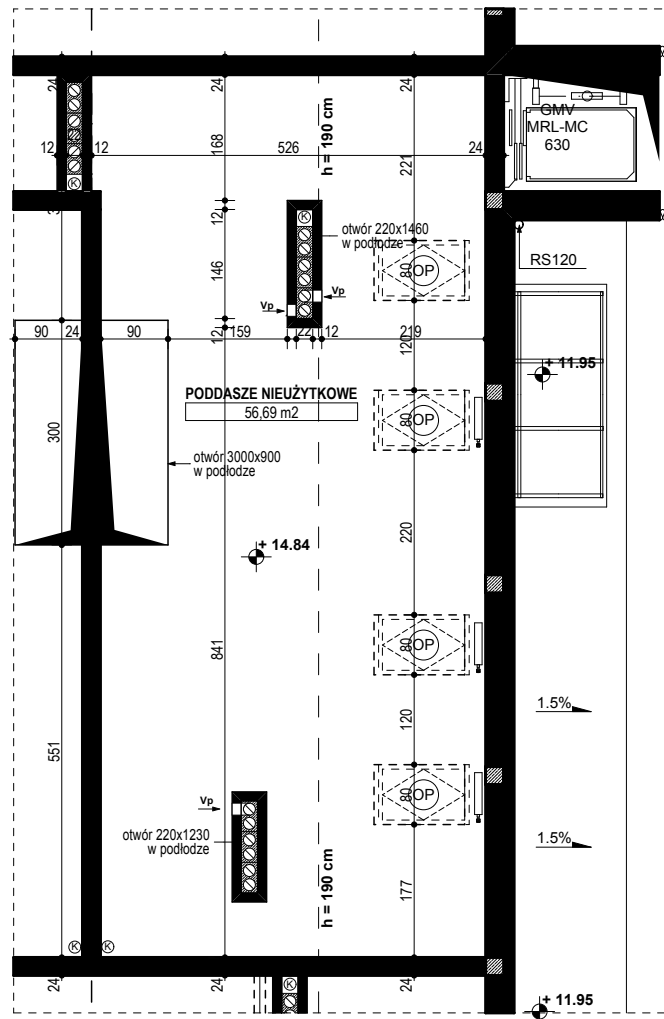 24
24
24
GMV
MRL-MC
630
12
12
168
526
h = 190 cm
221
24
K
12
K
otwór 220x1460
w podłodze
80
OP
RS120
146
Vp
Vp
12
90
24
90
159
22
12
219
120
+ 11.95
PODDASZE NIEUŻYTKOWE
56,69 m2
80
OP
300
otwór 3000x900
w podłodze
+ 14.84
220
841
80
OP
551
120
1.5%
Vp
80
OP
otwór 220x1230
w podłodze
1.5%
h = 190 cm
177
K
K
24
24
K
24
+ 11.95